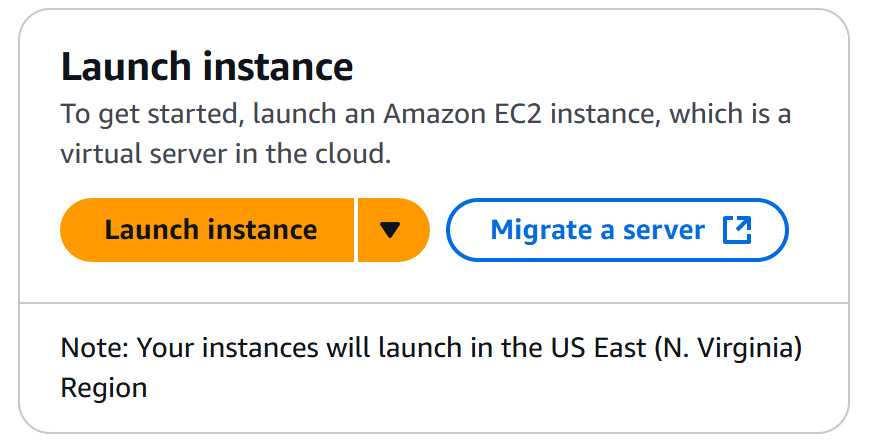 Launch instance
To get started, launch an Amazon EC2 instance, which is a
virtual server in the cloud.
Launch instance
Migrate a server
Note: Your instances will launch in the US East (N. Virginia)
Region